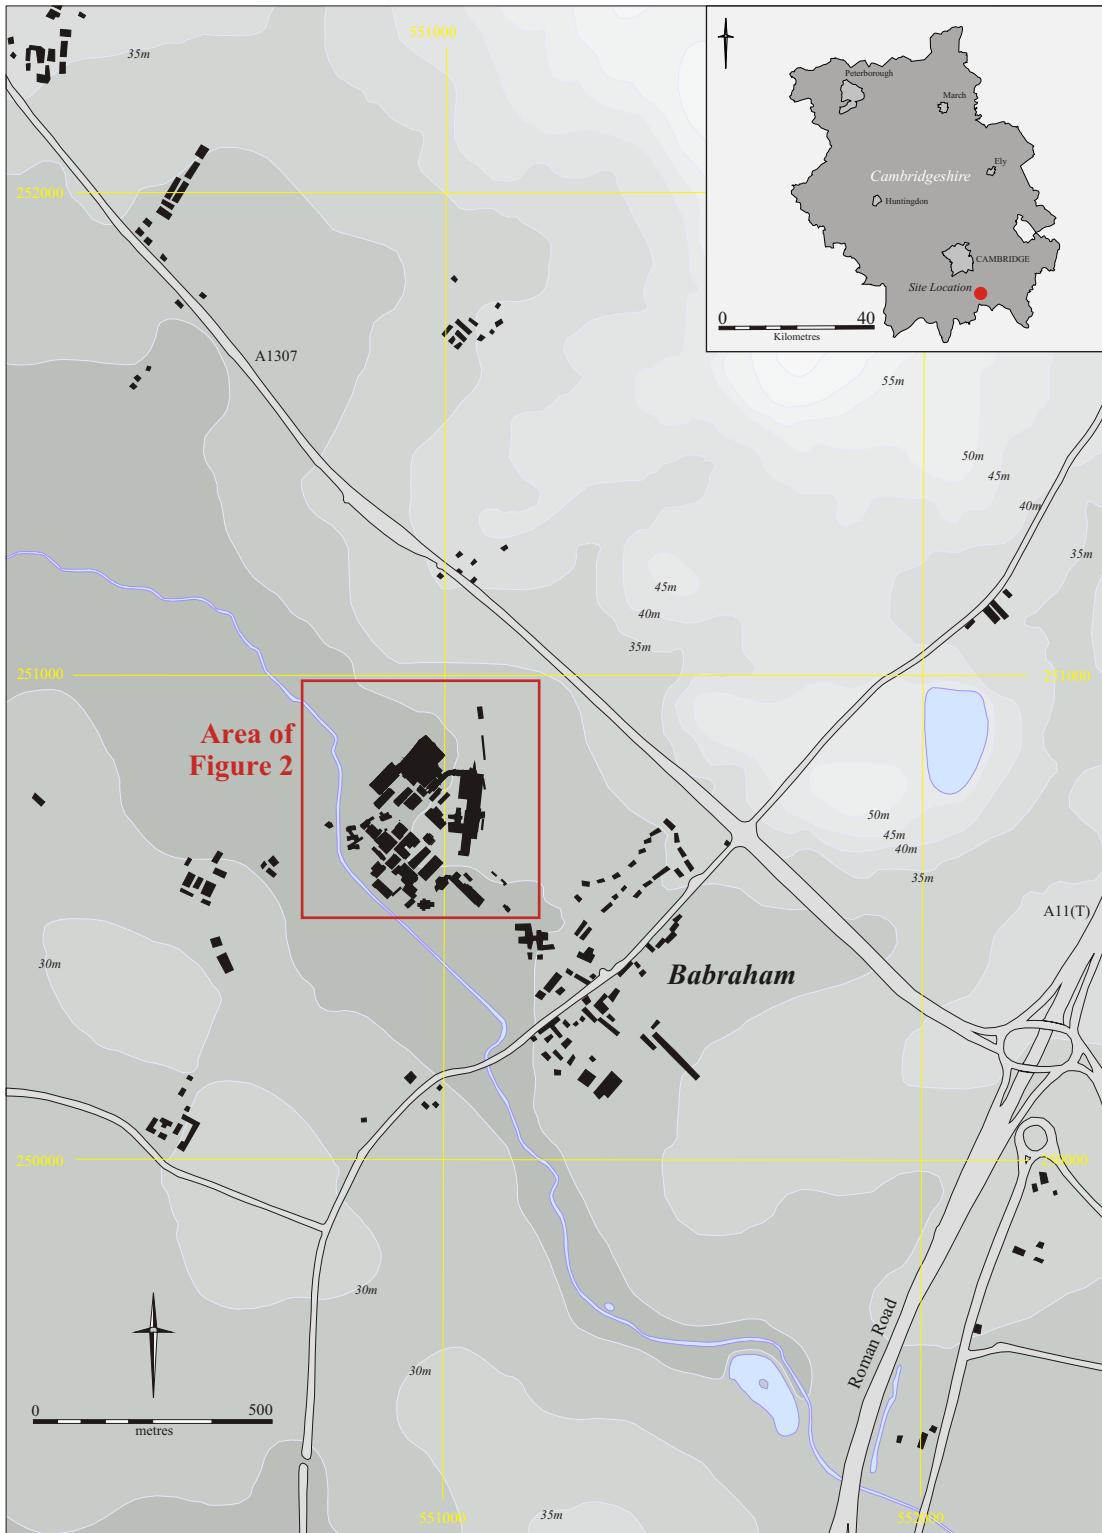 551000
35m
252000
Peterborough
March
Ely
Cambridgeshire
Huntingdon
CAMBRIDGE
Site Location
0
40
Kilometres
A1307
55m
50m
45m
40m
35m
45m
40m
35m
251000
251000
Area of
Figure 2
50m
45m
40m
35m
A11(T)
30m
Babraham
250000
250000
30m
Roman Road
30m
0
500
metres
551000
35m
552000